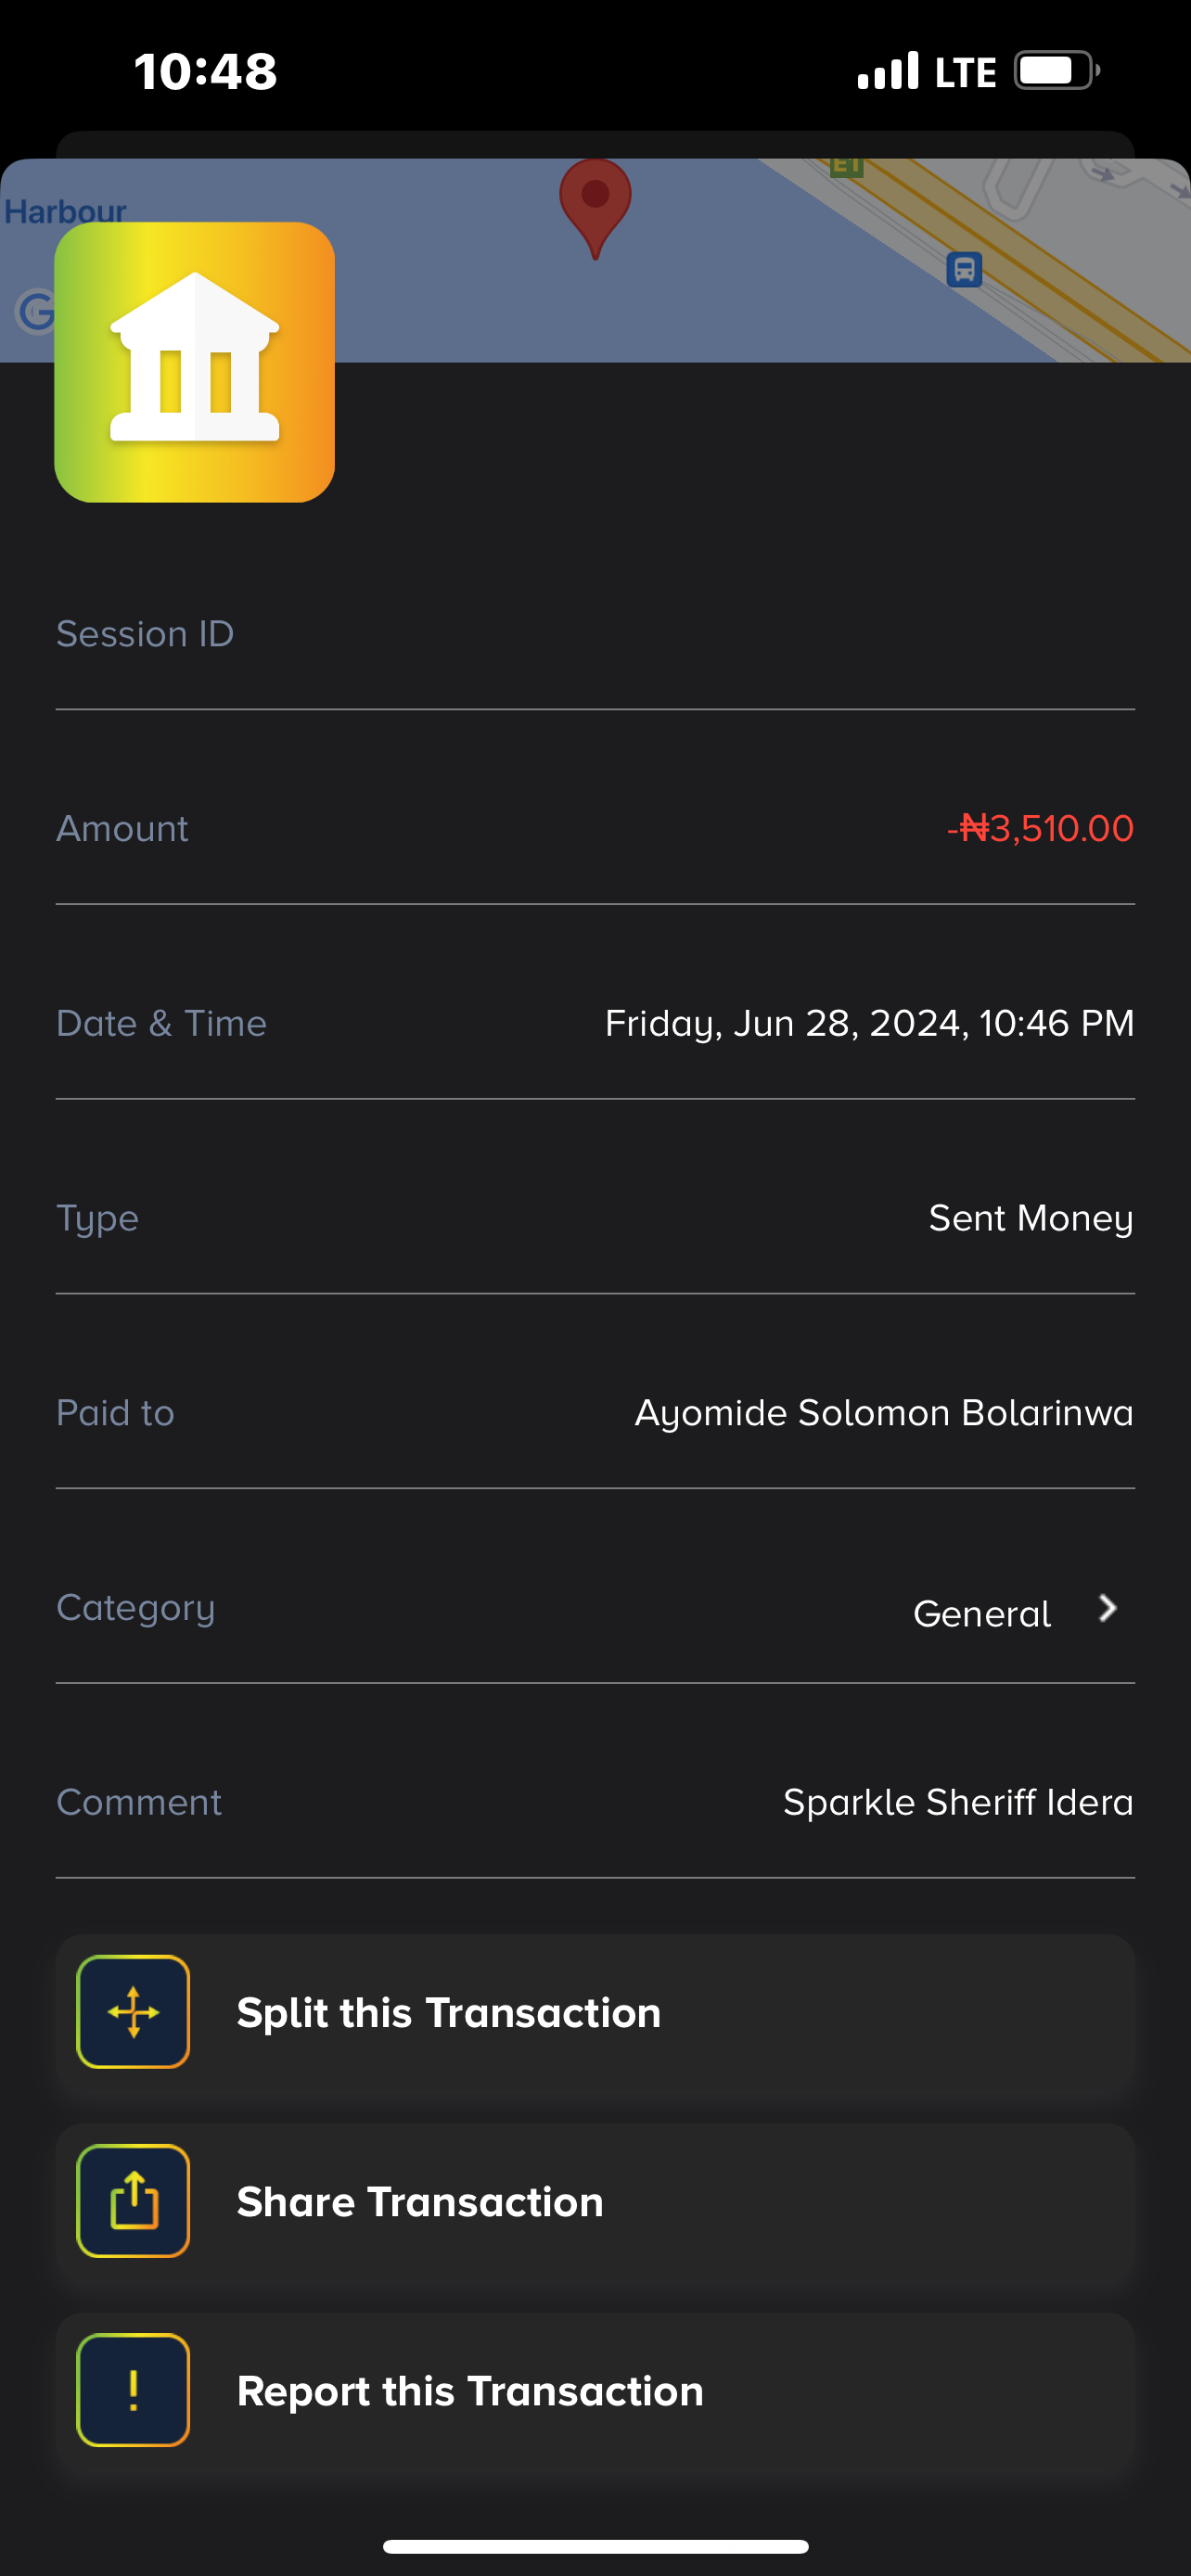 10:48
LTE
E1
Harbour
G
Session ID
Amount
-₦3,510.00
Date & Time
Friday, Jun 28, 2024, 10:46 PM
Type
Sent Money
Paid to
Ayomide Solomon Bolarinwa
Category
General
Comment
Sparkle Sheriff Idera
Split this Transaction
Share Transaction
Report this Transaction